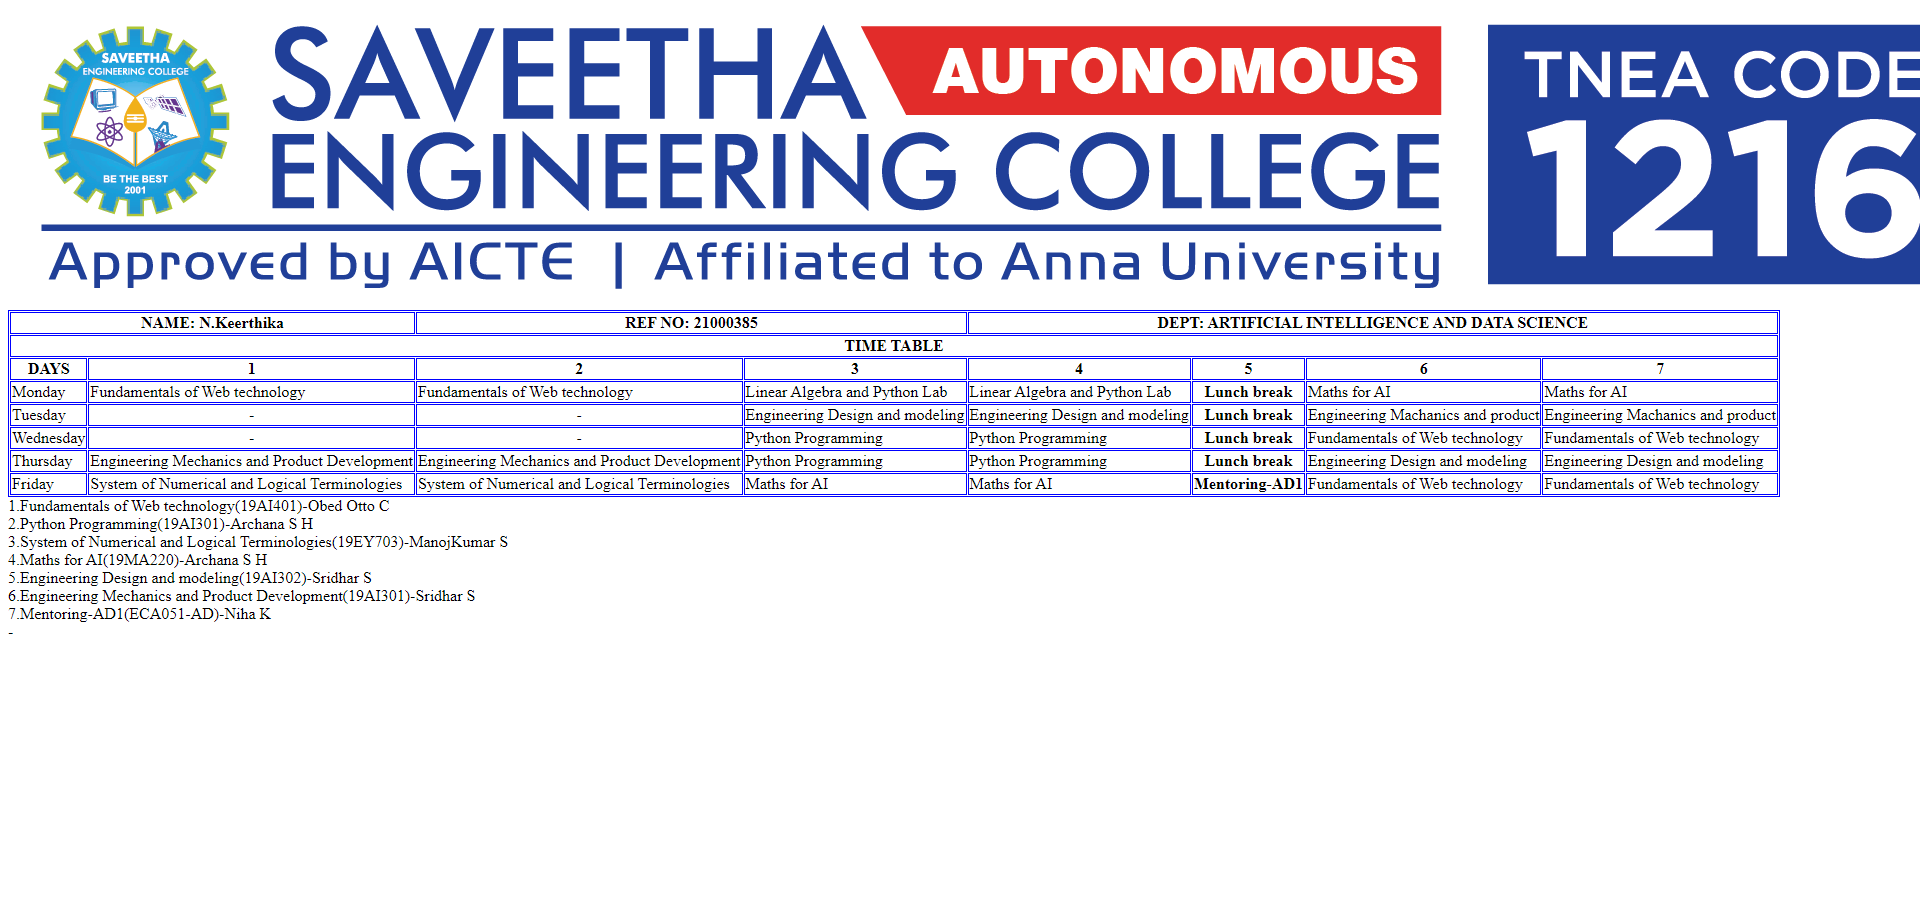 SAVEETHA
ENGINEERING COLLEGE
BE THE BEST
2001
SAVEETHA AUTONOMOUS
ENGINEERING COLLEGE
Approved by AICTE | Affiliated to Anna University
TNEA CODE
1216
NAME: N.Keerthika REF NO: 21000385 DEPT: ARTIFICIAL INTELLIGENCE AND DATA SCIENCE
TIME TABLE
DAYS 1 2 3 4 5 6 7
Monday Fundamentals of Web technology Fundamentals of Web technology Linear Algebra and Python Lab Linear Algebra and Python Lab Lunch break Maths for AI Maths for AI
Tuesday - - Engineering Design and modeling Engineering Design and modeling Lunch break Engineering Machanics and product Engineering Machanics and product
Wednesday - - Python Programming Python Programming Lunch break Fundamentals of Web technology Fundamentals of Web technology
Thursday Engineering Mechanics and Product Development Engineering Mechanics and Product Development Python Programming Python Programming Lunch break Engineering Design and modeling Engineering Design and modeling
Friday System of Numerical and Logical Terminologies System of Numerical and Logical Terminologies Maths for AI Maths for AI Mentoring-AD1 Fundamentals of Web technology Fundamentals of Web technology
1.Fundamentals of Web technology(19AI401)-Obed Otto C
2.Python Programming(19AI301)-Archana S H
3.System of Numerical and Logical Terminologies(19EY703)-ManojKumar S
4.Maths for AI(19MA220)-Archana S H
5.Engineering Design and modeling(19AI302)-Sridhar S
6.Engineering Mechanics and Product Development(19AI301)-Sridhar S
7.Mentoring-AD1(ECA051-AD)-Niha K
-